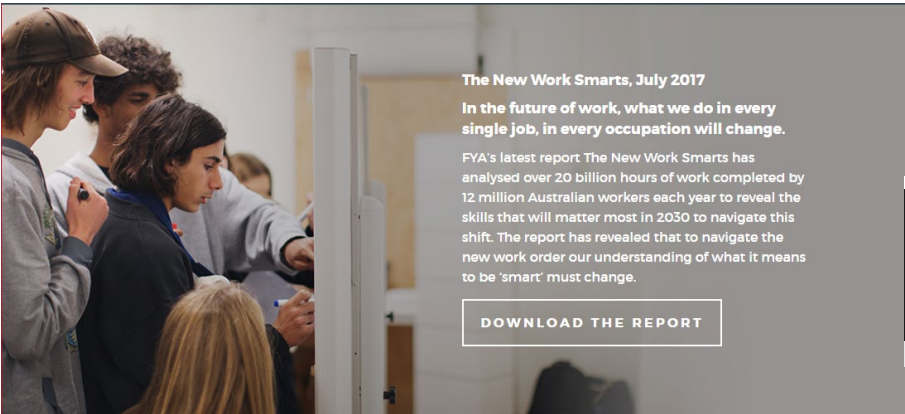 The New Work Smarts, July 2017
In the future of work, what we do in every
single job, in every occupation will change.
FYA's latest report The New Work Smarts has
analysed over 20 billion hours of work completed by
12 million Australian workers each year to reveal the
skills that will matter most in 2030 to navigate this
shift. The report has revealed that to navigate the
new work order our understanding of what it means
to be 'smart' must change.
DOWNLOAD THE REPORT